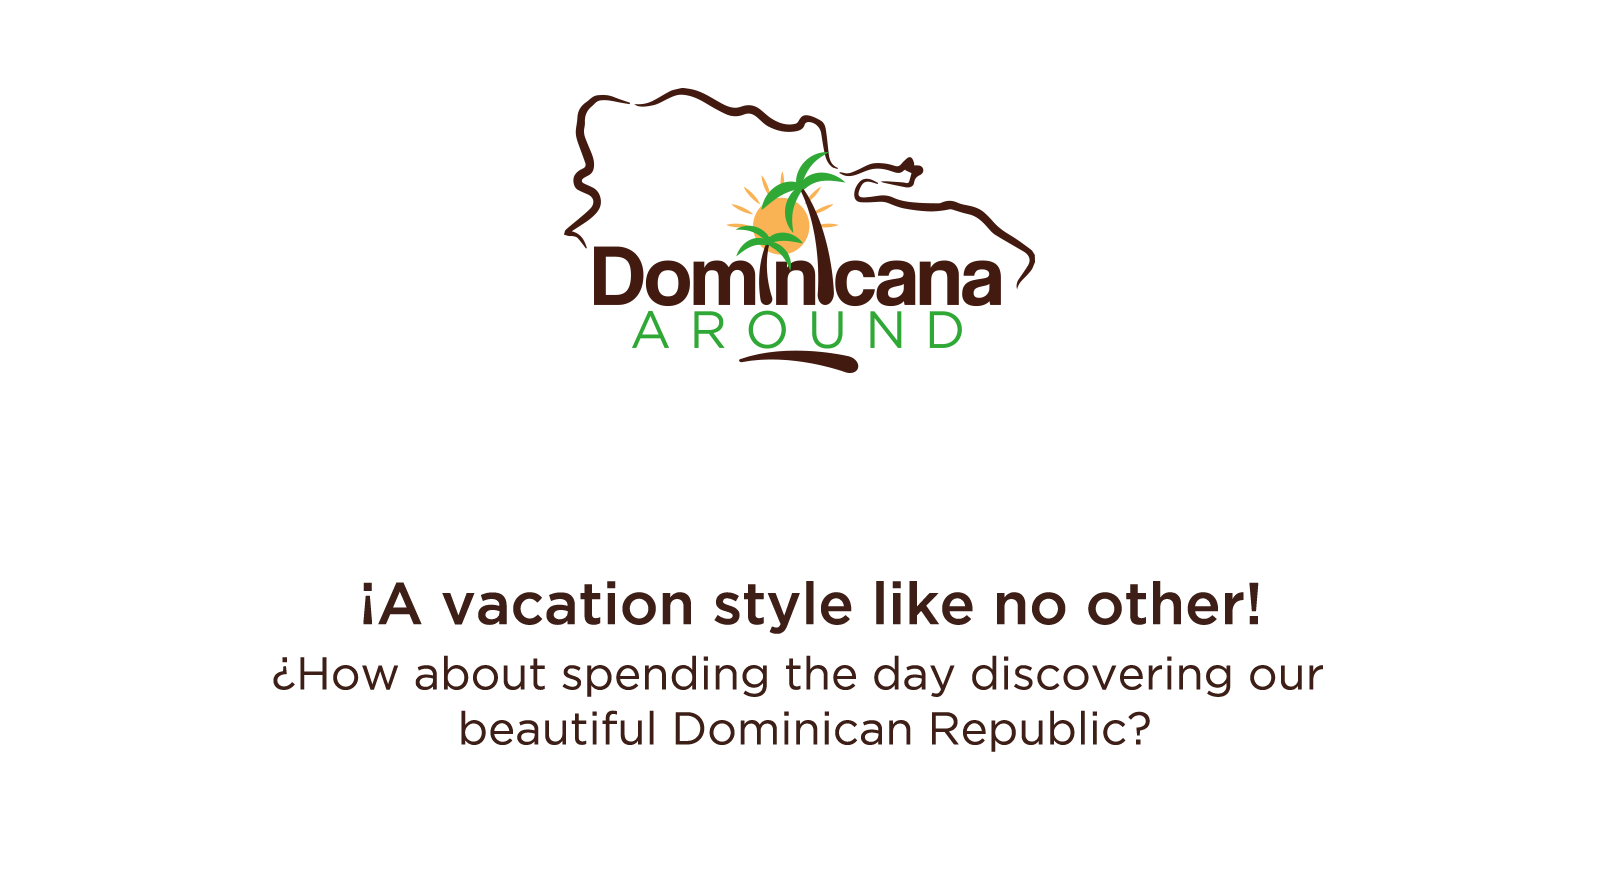 Dominicana
AROUND
¡A vacation style like no other!
¿How about spending the day discovering our
beautiful Dominican Republic?